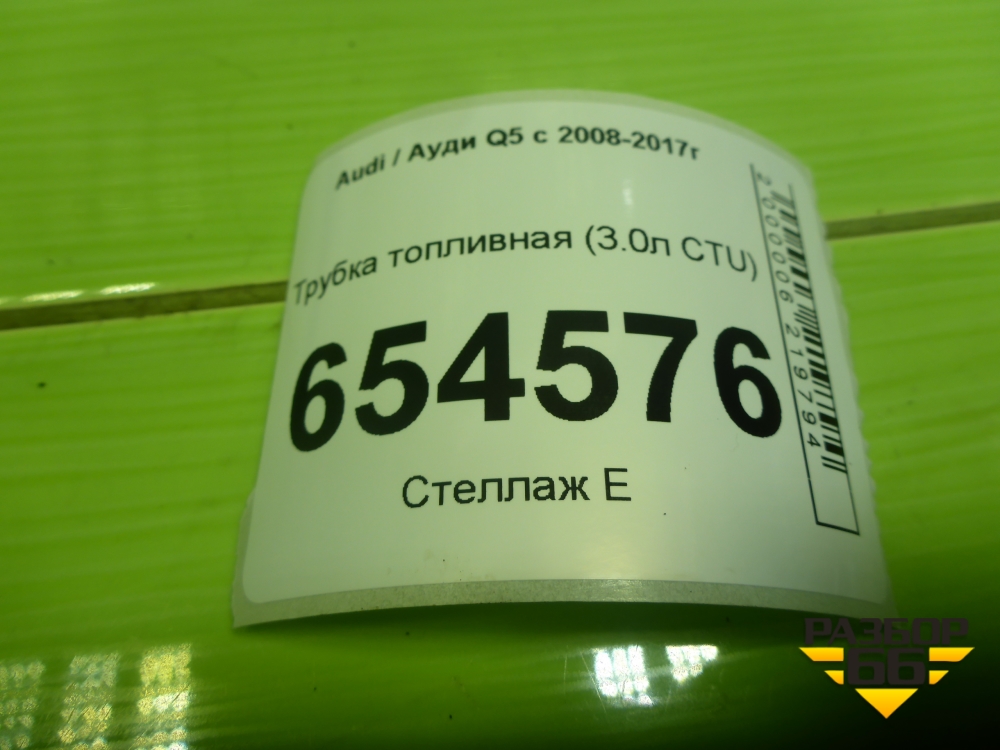 Audi / Ауди Q5 с 2008-2017г
Трубка топливная (3.0л CTU)
654576
Стеллаж Е
2000006219794
РАЗБОР
66